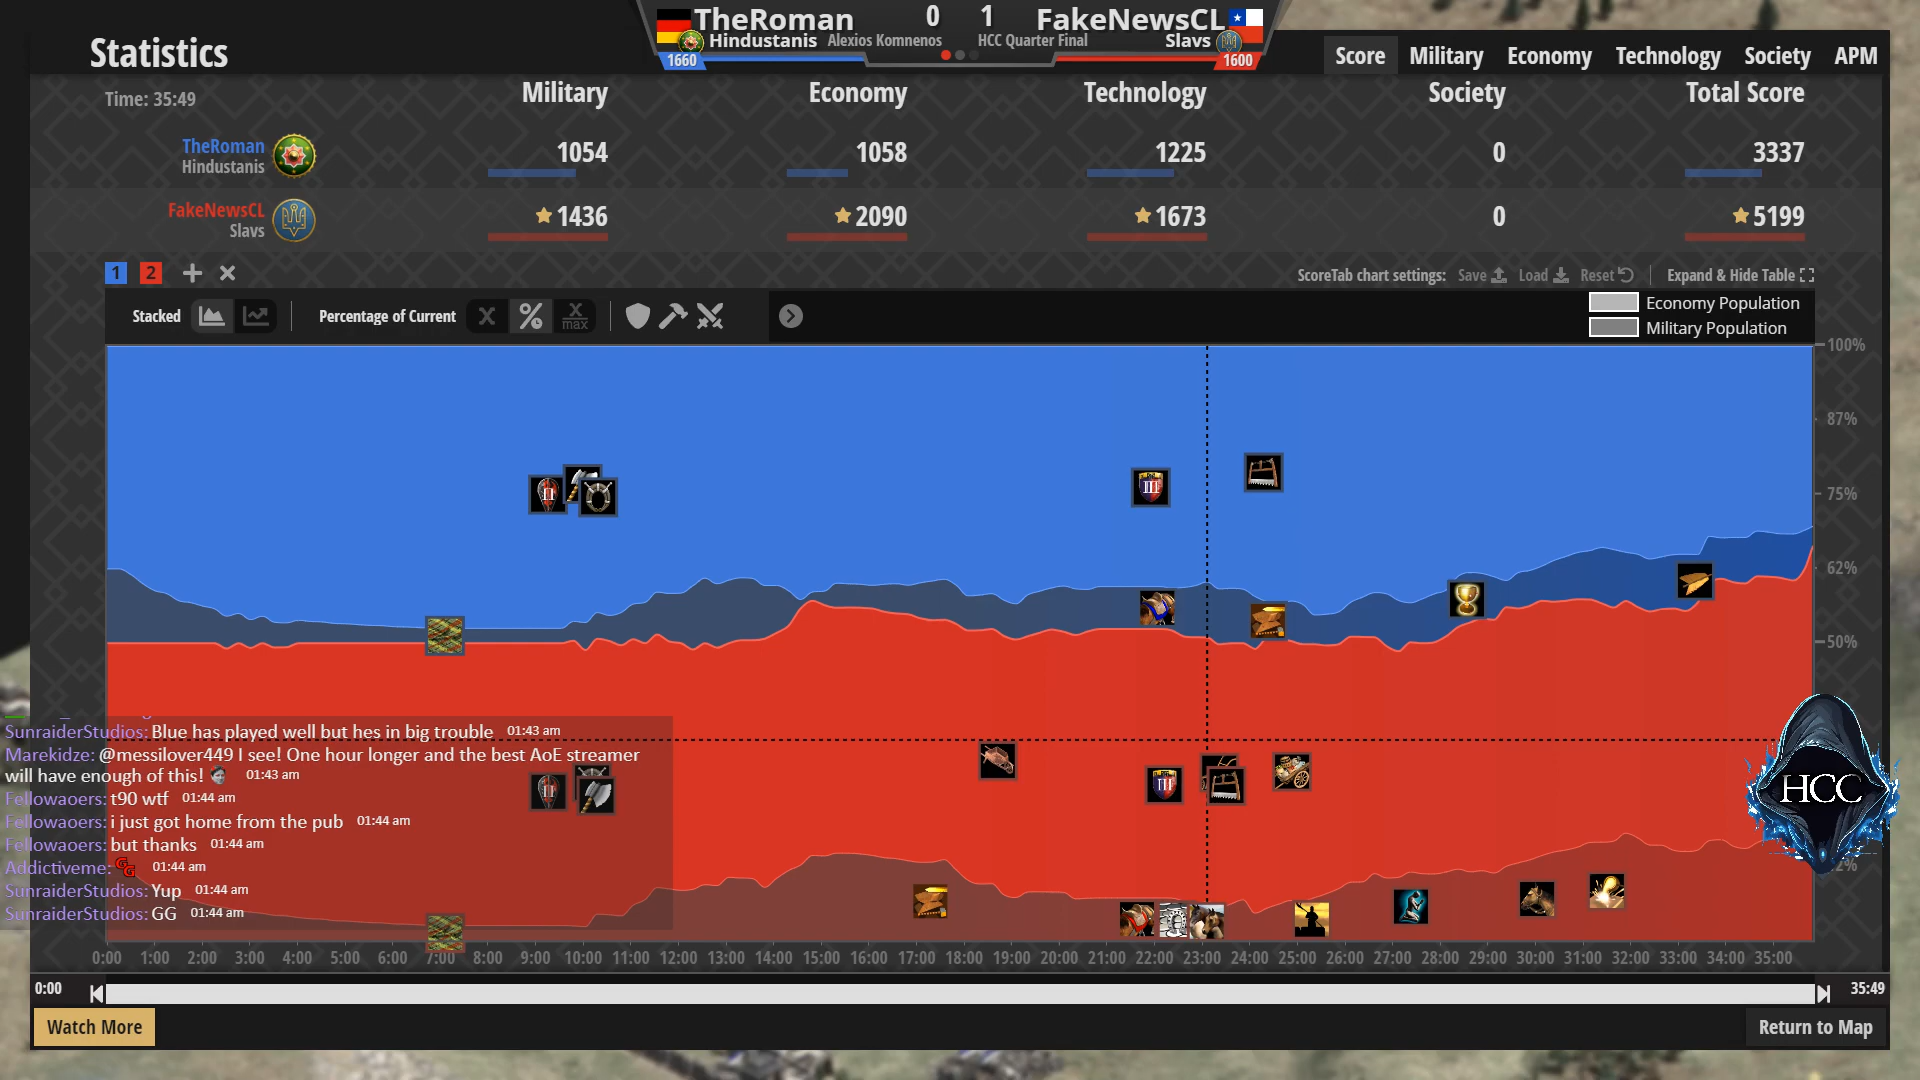 TheRoman 0 1 FakeNewsCL
Hindustanis Alexios Komnenos HCC Quarter Final Slavs
1660 1600
Statistics
Score Military Economy Technology Society APM
Time: 35:49 Military Economy Technology Society Total Score
TheRoman
Hindustanis
1054 1058 1225 0 3337
FakeNewsCL
Slavs
1436 2090 1673 0 5199
1 2
ScoreTab chart settings: Save Load Reset Expand & Hide Table
Stacked Percentage of Current X % X max
Economy Population
Military Population
100%
87%
75%
62%
50%
II
III
II
III
SunraiderStudios: Blue has played well but hes in big trouble 01:43 am
Marekidze: @messilover449 I see! One hour longer and the best AoE streamer
will have enough of this! 01:43 am
Fellowaoers: t90 wtf 01:44 am
Fellowaoers: i just got home from the pub 01:44 am
Fellowaoers: but thanks 01:44 am
Addictiveme: GG 01:44 am
SunraiderStudios: Yup 01:44 am
SunraiderStudios: GG 01:44 am
HCC
0:00 1:00 2:00 3:00 4:00 5:00 6:00 7:00 8:00 9:00 10:00 11:00 12:00 13:00 14:00 15:00 16:00 17:00 18:00 19:00 20:00 21:00 22:00 23:00 24:00 25:00 26:00 27:00 28:00 29:00 30:00 31:00 32:00 33:00 34:00 35:00
0:00 35:49
Watch More Return to Map